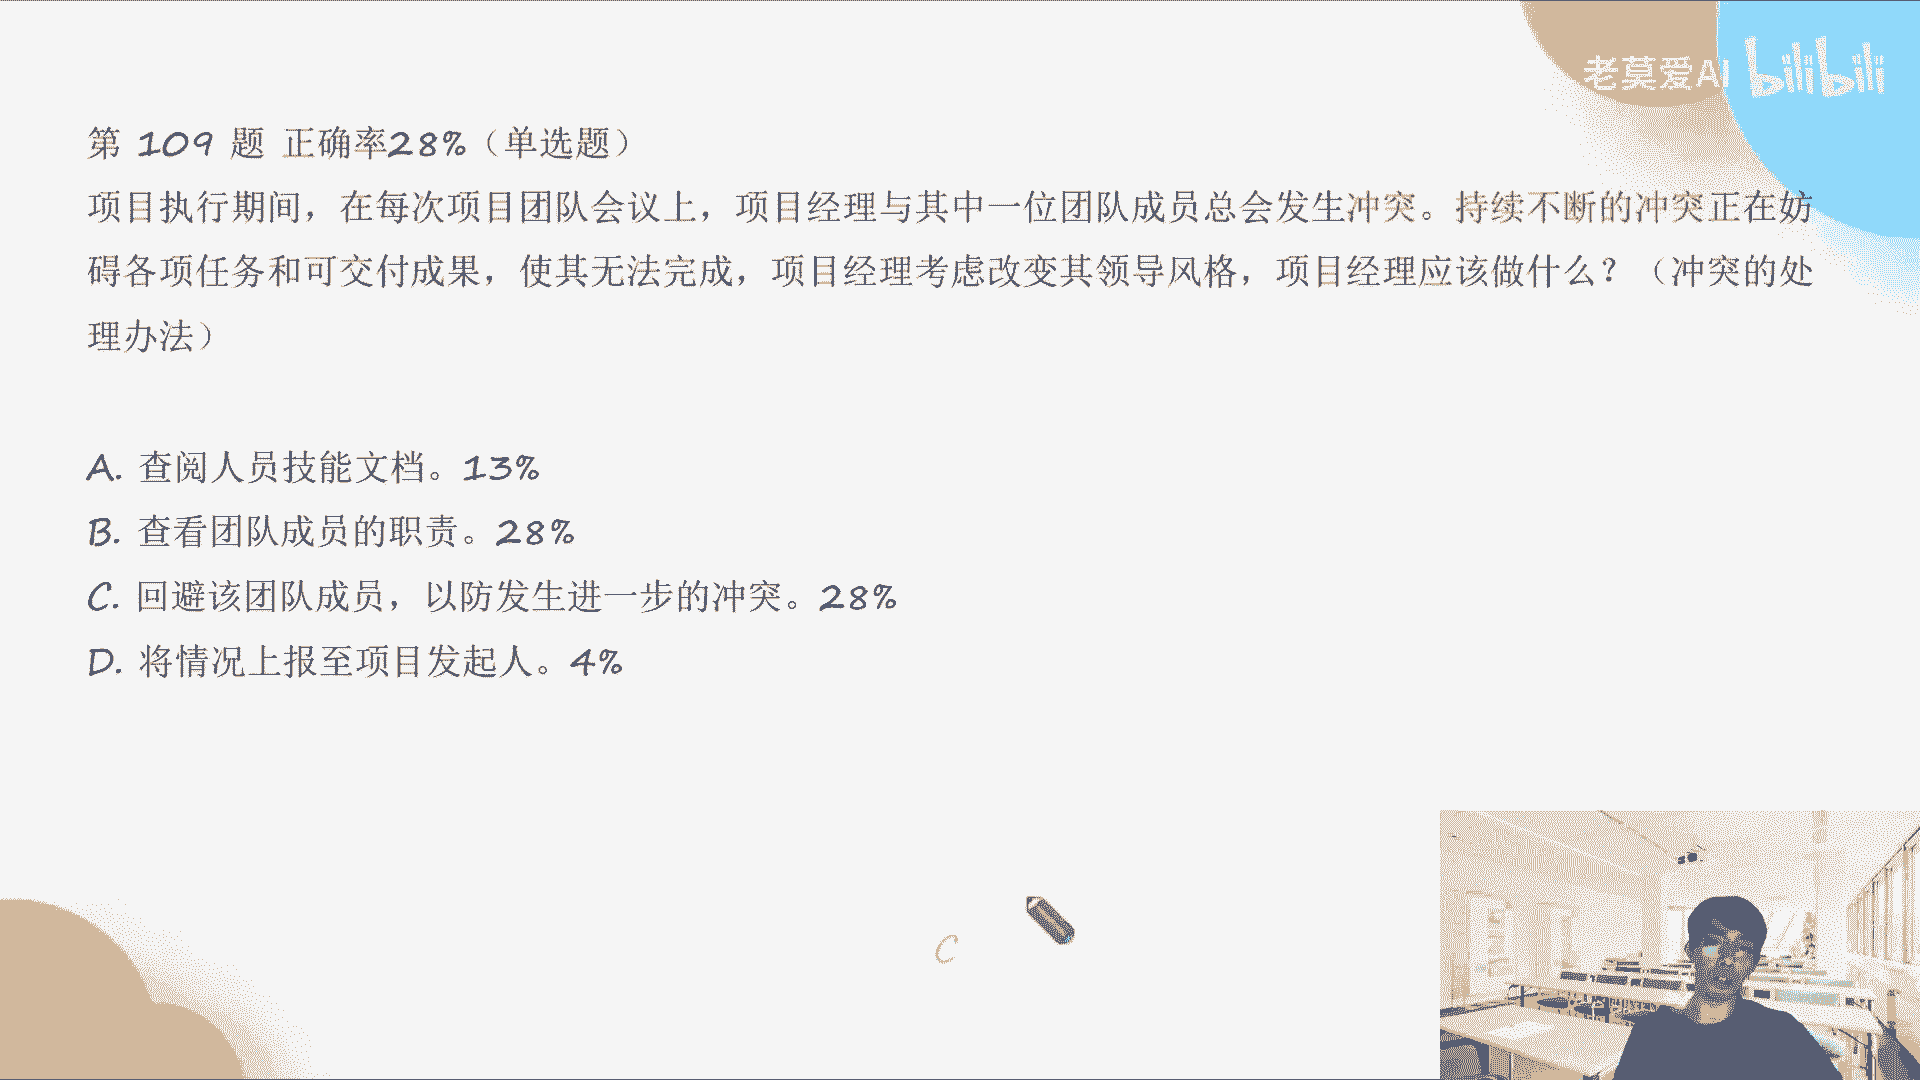 老莫爱AI bilibili
第 109 题 正确率28%（单选题）
项目执行期间，在每次项目团队会议上，项目经理与其中一位团队成员总会发生冲突。持续不断的冲突正在妨
碍各项任务和可交付成果，使其无法完成，项目经理考虑改变其领导风格，项目经理应该做什么？（冲突的处
理办法）
A. 查阅人员技能文档。13%
B. 查看团队成员的职责。28%
C. 回避该团队成员，以防发生进一步的冲突。28%
D. 将情况上报至项目发起人。4%
C